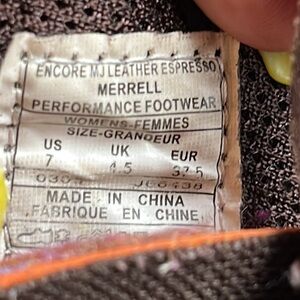 ENCORE MJ LEATHER ESPRESSO
MERRELL
PERFORMANCE FOOTWEAR
WOMENS-FEMMES
SIZE-GRANDEUR
US UK EUR
7 4.5 37.5
MADE IN CHINA
FABRIQUE EN CHINE